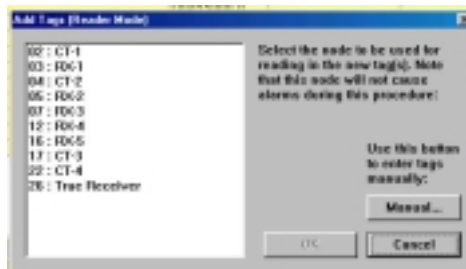 Add Tags (Reader Mode)
02 : CT-1
03 : RX-1
04 : CT-2
05 : RX-2
07 : RX-3
12 : RX-4
16 : RX-5
17 : CT-3
22 : CT-4
26 : True Receiver
Select the node to be used for
reading in the new tag(s). Note
that this node will not cause
alarms during this procedure:
Use this button
to enter tags
manually:
Manual...
OK
Cancel